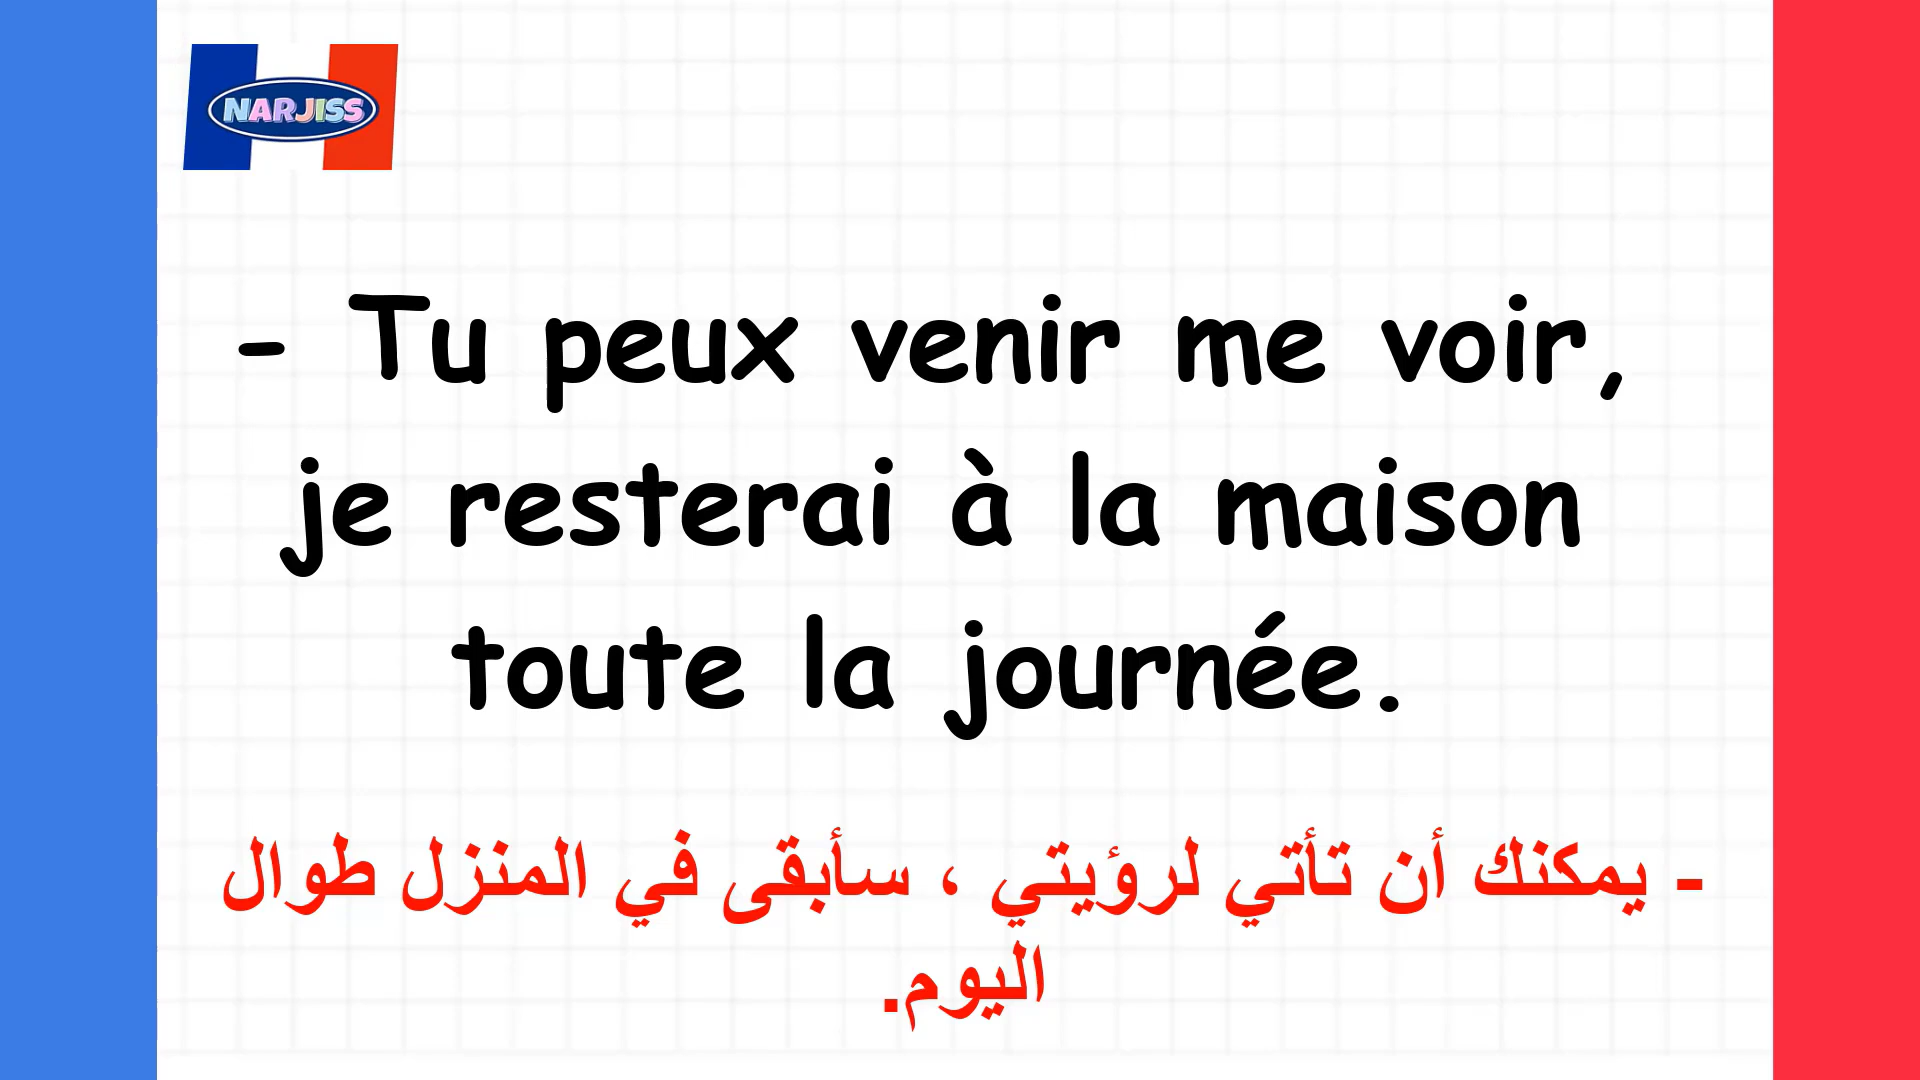 NARJISS
- Tu peux venir me voir,
je resterai à la maison
toute la journée.
- يمكنك أن تأتي لرؤيتي ، سأبقى في المنزل طوال
اليوم.